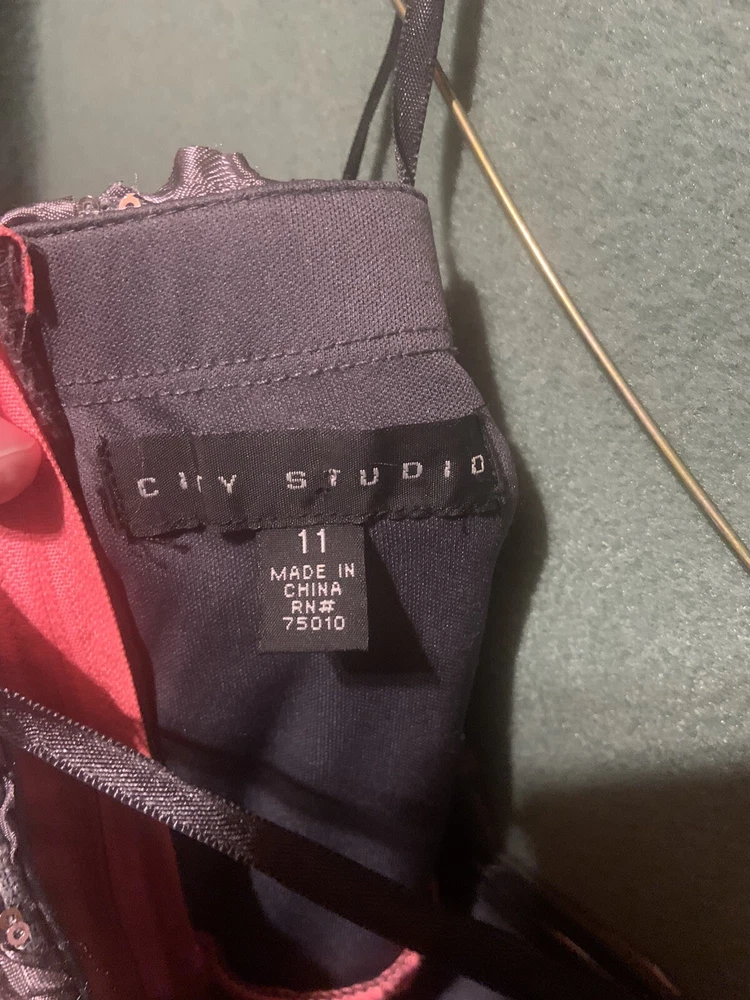 CITY STUDIO
11
MADE IN
CHINA
RN#
75010